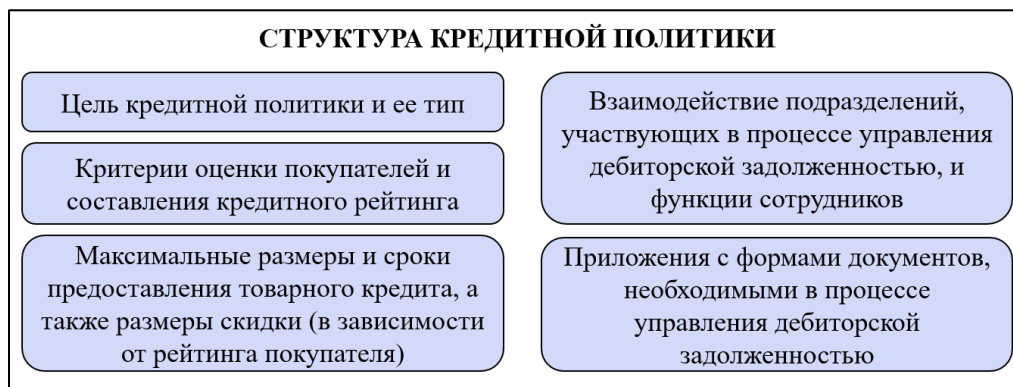 СТРУКТУРА КРЕДИТНОЙ ПОЛИТИКИ
Цель кредитной политики и ее тип
Критерии оценки покупателей и
составления кредитного рейтинга
Максимальные размеры и сроки
предоставления товарного кредита, а
также размеры скидки (в зависимости
от рейтинга покупателя)
Взаимодействие подразделений,
участвующих в процессе управления
дебиторской задолженностью, и
функции сотрудников
Приложения с формами документов,
необходимыми в процессе
управления дебиторской
задолженностью